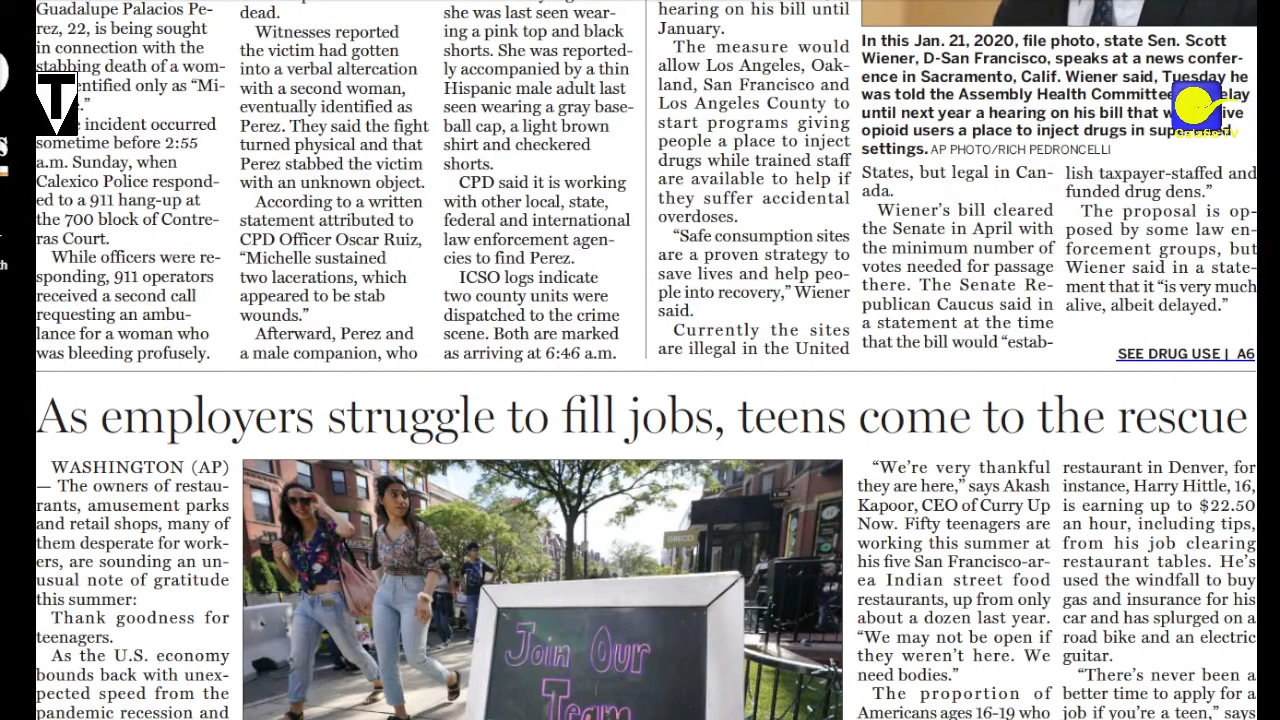 Guadalupe Palacios Pe-
rez, 22, is being sought
in connection with the
stabbing death of a wom-
entified only as “Mi-
.”
incident occurred
sometime before 2:55
a.m. Sunday, when
Calexico Police respond-
ed to a 911 hang-up at
the 700 block of Contre-
ras Court.
While officers were re-
sponding, 911 operators
received a second call
requesting an ambu-
lance for a woman who
was bleeding profusely.
dead.
Witnesses reported
the victim had gotten
into a verbal altercation
with a second woman,
eventually identified as
Perez. They said the fight
turned physical and that
Perez stabbed the victim
with an unknown object.
According to a written
statement attributed to
CPD Officer Oscar Ruiz,
“Michelle sustained
two lacerations, which
appeared to be stab
wounds.”
Afterward, Perez and
a male companion, who
she was last seen wear-
ing a pink top and black
shorts. She was reported-
ly accompanied by a thin
Hispanic male adult last
seen wearing a gray base-
ball cap, a light brown
shirt and checkered
shorts.
CPD said it is working
with other local, state,
federal and international
law enforcement agen-
cies to find Perez.
ICSO logs indicate
two county units were
dispatched to the crime
scene. Both are marked
as arriving at 6:46 a.m.
hearing on his bill until
January.
The measure would
allow Los Angeles, Oak-
land, San Francisco and
Los Angeles County to
start programs giving
people a place to inject
drugs while trained staff
are available to help if
they suffer accidental
overdoses.
“Safe consumption sites
are a proven strategy to
save lives and help peo-
ple into recovery,” Wiener
said.
Currently the sites
are illegal in the United
In this Jan. 21, 2020, file photo, state Sen. Scott
Wiener, D-San Francisco, speaks at a news confer-
ence in Sacramento, Calif. Wiener said, Tuesday he
was told the Assembly Health Committee lay
until next year a hearing on his bill that w ive
opioid users a place to inject drugs in supervised
settings. AP PHOTO/RICH PEDRONCELLI
States, but legal in Can-
ada.
Wiener’s bill cleared
the Senate in April with
the minimum number of
votes needed for passage
there. The Senate Re-
publican Caucus said in
a statement at the time
that the bill would “estab-
lish taxpayer-staffed and
funded drug dens.”
The proposal is op-
posed by some law en-
forcement groups, but
Wiener said in a state-
ment that it “is very much
alive, albeit delayed.”
SEE DRUG USE | A6
As employers struggle to fill jobs, teens come to the rescue
WASHINGTON (AP)
— The owners of restau-
rants, amusement parks
and retail shops, many of
them desperate for work-
ers, are sounding an un-
usual note of gratitude
this summer:
Thank goodness for
teenagers.
As the U.S. economy
bounds back with unex-
pected speed from the
pandemic recession and
GRECO
Join Our
Team
“We’re very thankful
they are here,” says Akash
Kapoor, CEO of Curry Up
Now. Fifty teenagers are
working this summer at
his five San Francisco-ar-
ea Indian street food
restaurants, up from only
about a dozen last year.
“We may not be open if
they weren’t here. We
need bodies.”
The proportion of
Americans ages 16-19 who
restaurant in Denver, for
instance, Harry Hittle, 16,
is earning up to $22.50
an hour, including tips,
from his job clearing
restaurant tables. He’s
used the windfall to buy
gas and insurance for his
car and has splurged on a
road bike and an electric
guitar.
“There’s never been a
better time to apply for a
job if you’re a teen,” says